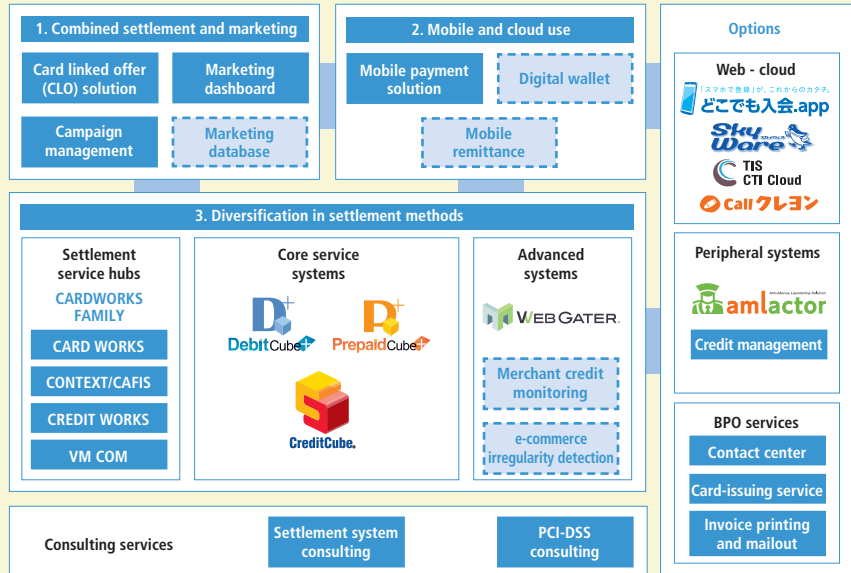 1. Combined settlement and marketing
Card linked offer
(CLO) solution
Marketing
dashboard
Campaign
management
Marketing
database
2. Mobile and cloud use
Mobile payment
solution
Digital wallet
Mobile
remittance
3. Diversification in settlement methods
Settlement
service hubs
CARDWORKS
FAMILY
CARD WORKS
CONTEXT/CAFIS
CREDIT WORKS
VM COM
Core service
systems
DebitCube+
PrepaidCube+
CreditCube
Advanced
systems
WEBGATER
Merchant credit
monitoring
e-commerce
irregularity detection
Consulting services
Settlement system
consulting
PCI-DSS
consulting
Options
Web - cloud
「スマホで登録」が、これからのカタチ。
どこでも入会.app
Sky
Ware
TIS
CTI Cloud
Callクレヨン
Peripheral systems
amlactor
Credit management
BPO services
Contact center
Card-issuing service
Invoice printing
and mailout